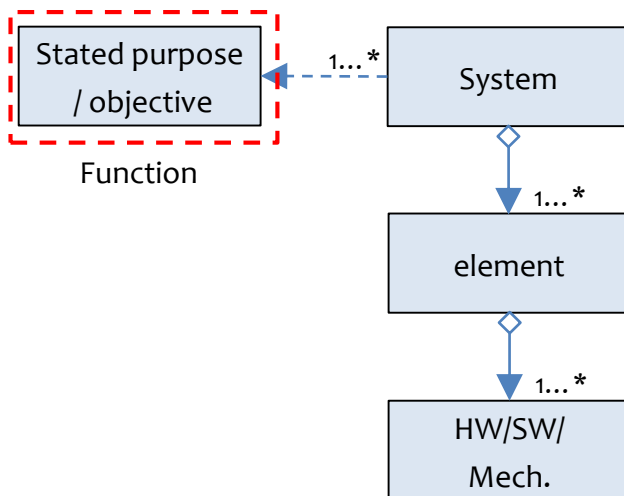 Stated purpose
/ objective
1...*
System
Function
1...*
element
1...*
HW/SW/
Mech.